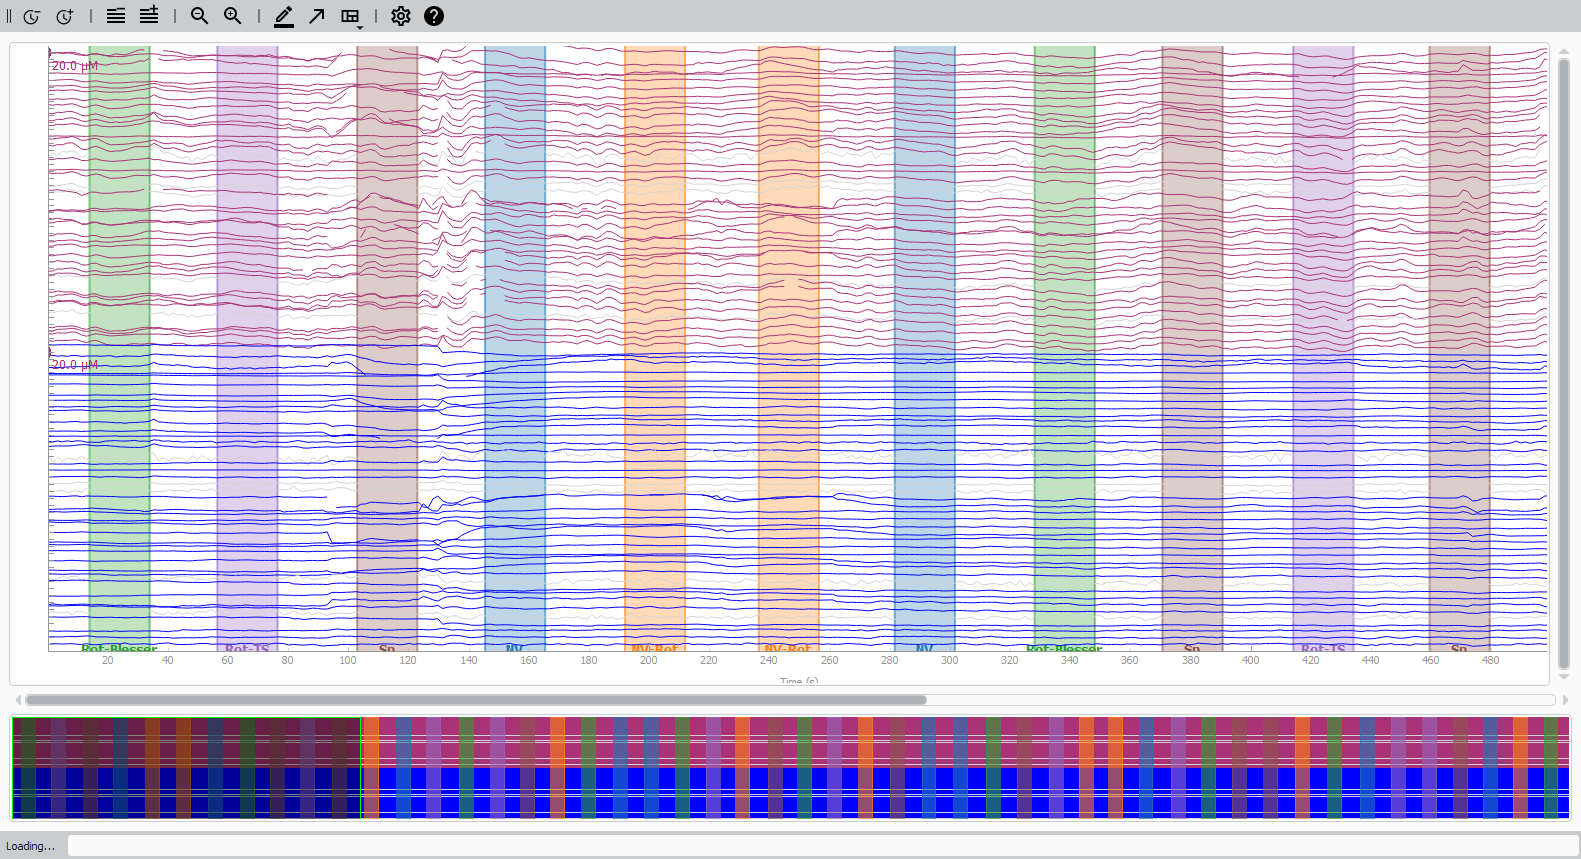 20.0 µM
20.0 µM
Rot-Blesser Rot-TS Sp NV NV-Rot NV-Rot NV Rot-Blesser Sp Rot-TS Sp
20 40 60 80 100 120 140 160 180 200 220 240 260 280 300 320 340 360 380 400 420 440 460 480
Time (s)
Loading...